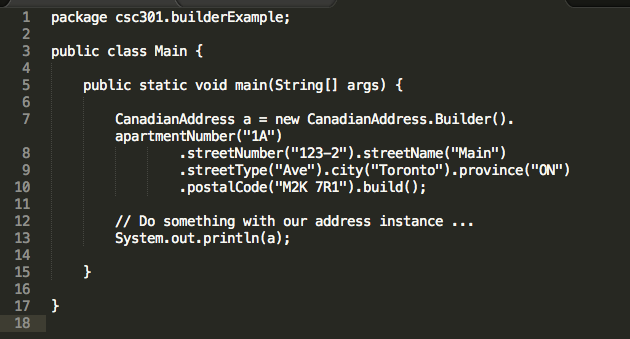 1 package csc301.builderExample;
2
3 public class Main {
4
5 public static void main(String[] args) {
6
7 CanadianAddress a = new CanadianAddress.Builder().
apartmentNumber("1A")
8 .streetNumber("123-2").streetName("Main")
9 .streetType("Ave").city("Toronto").province("ON")
10 .postalCode("M2K 7R1").build();
11
12 // Do something with our address instance ...
13 System.out.println(a);
14
15 }
16
17 }
18